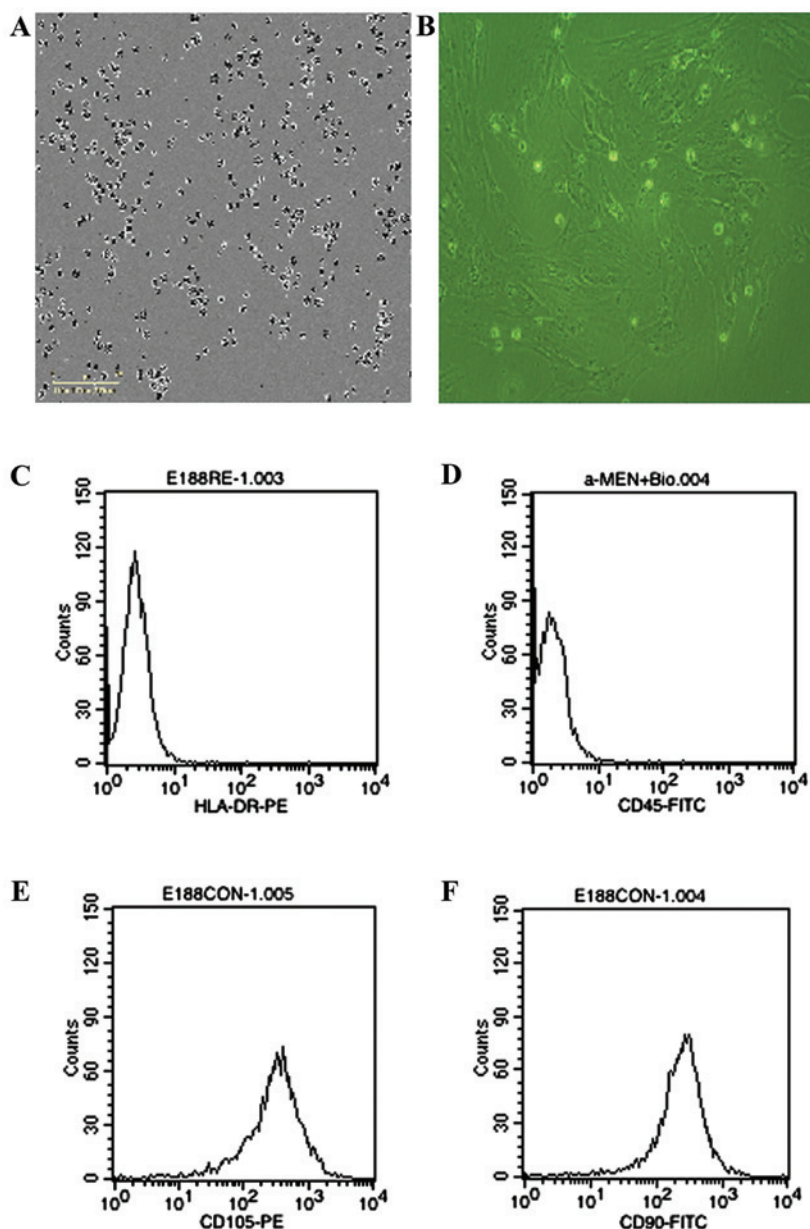 A
B
C
E188RE-1.003
150
120
90
60
30
0
Counts
10^0 10^1 10^2 10^3 10^4
HLA-DR-PE
D
a-MEN+Bio.004
150
120
90
60
30
0
Counts
10^0 10^1 10^2 10^3 10^4
CD45-FITC
E
E188CON-1.005
150
120
90
60
30
0
Counts
10^0 10^1 10^2 10^3 10^4
CD105-PE
F
E188CON-1.004
150
120
90
60
30
0
Counts
10^0 10^1 10^2 10^3 10^4
CD90-FITC